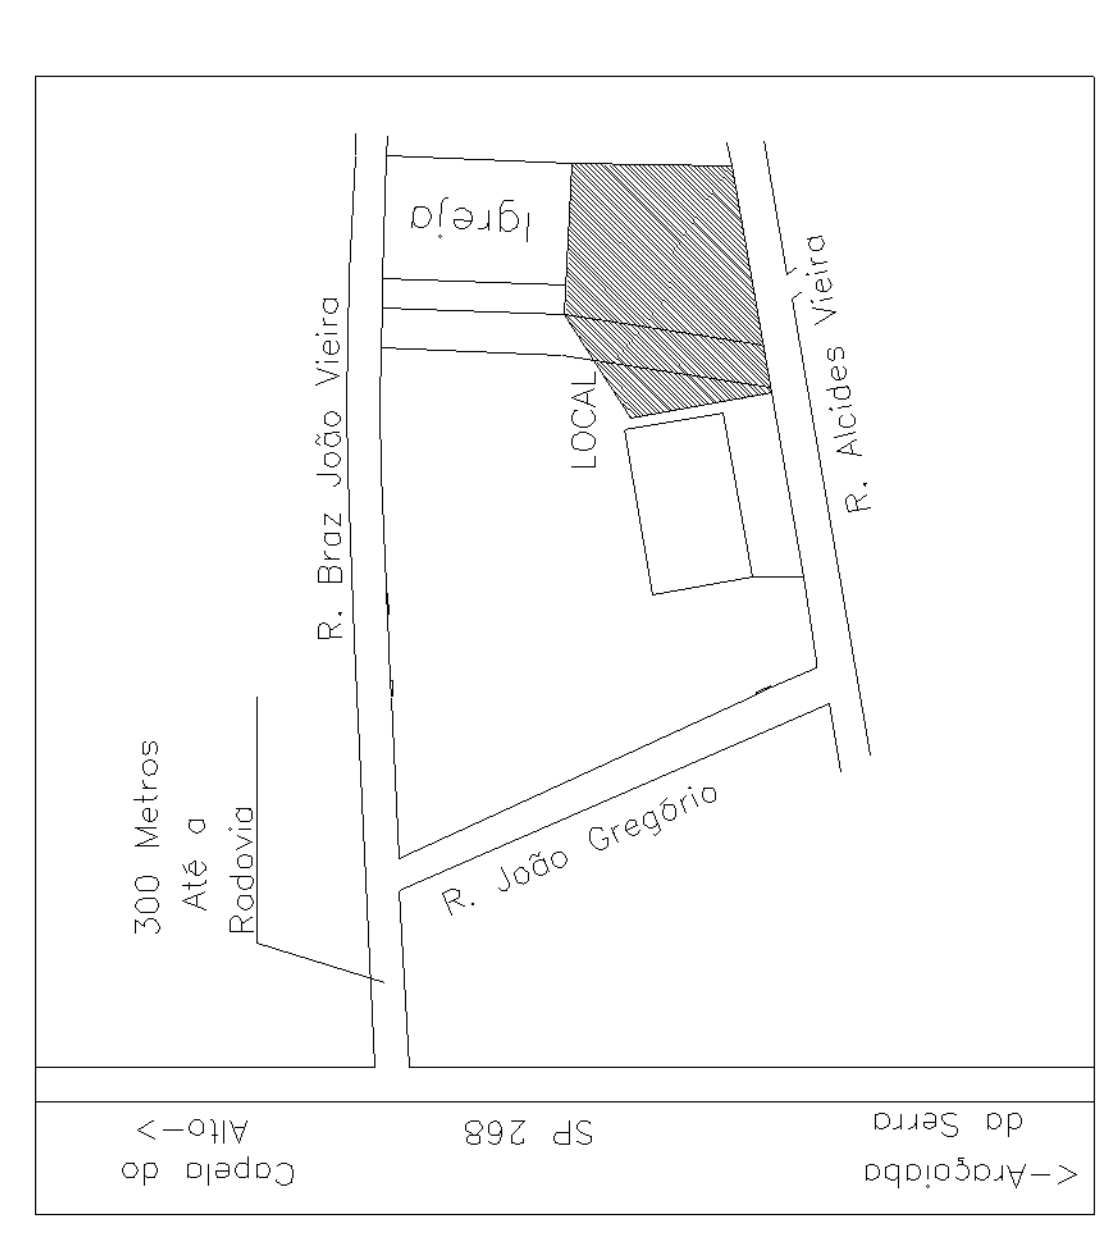 Igreja
R. Braz João Vieira
R. Alcides Vieira
LOCAL
300 Metros
Até a
Rodovia
R. João Gregório
SP 268
Capela do
Alto->
<-Araçoiaba
da Serra